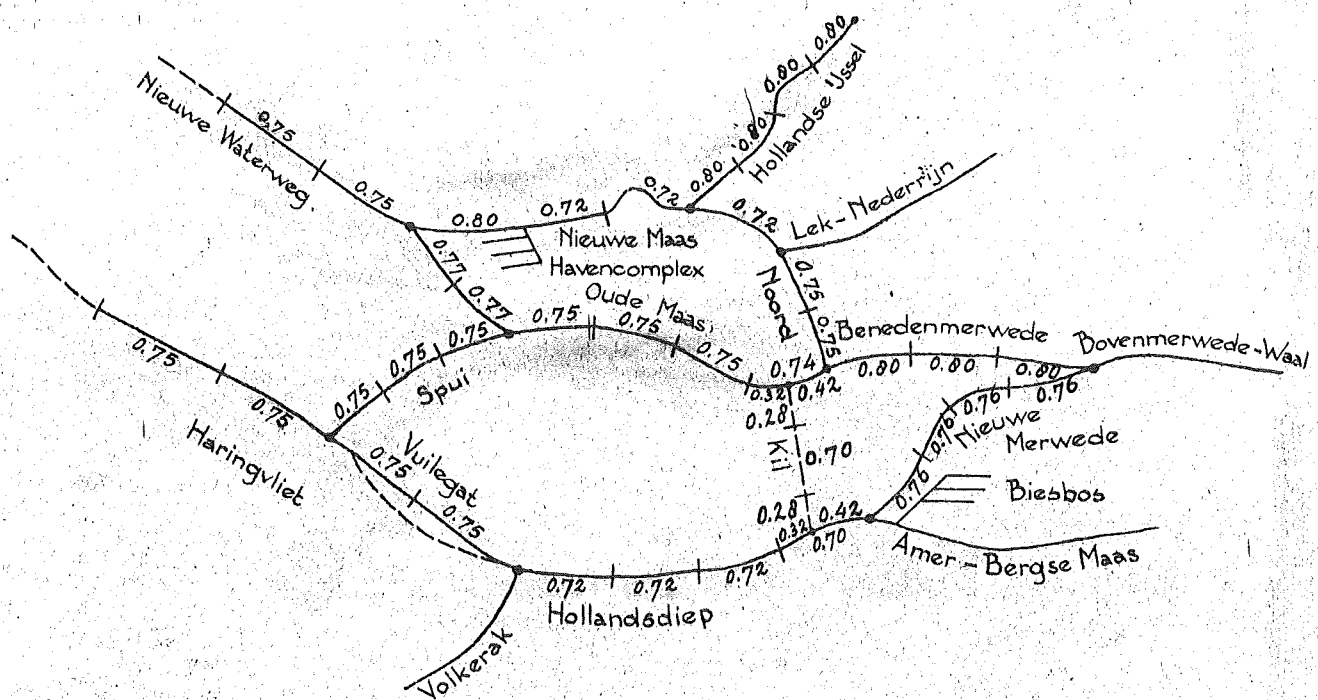 0.80
0.80
0.80
0.80
Hollandse IJssel
Nieuwe Waterweg.
0.75
0.75
0.80
0.72
0.72
0.72
Lek-Nederrijn
Nieuwe Maas
Havencomplex
0.77
0.77
Oude Maas
0.75
0.75
0.75
0.74
0.32
0.42
Noord
0.75
0.75
Benedenmerwede
0.80
0.80
0.80
Bovenmerwede-Waal
0.75
0.75
0.75
Spui
0.75
0.75
Haringvliet
Vuilegat
0.75
0.75
0.28
Kil
0.70
0.28
0.76
0.76
0.76
0.76
Nieuwe
Merwede
Biesbos
0.32
0.42
0.70
Amer-Bergse Maas
0.72
0.72
0.72
Hollandsdiep
Volkerak